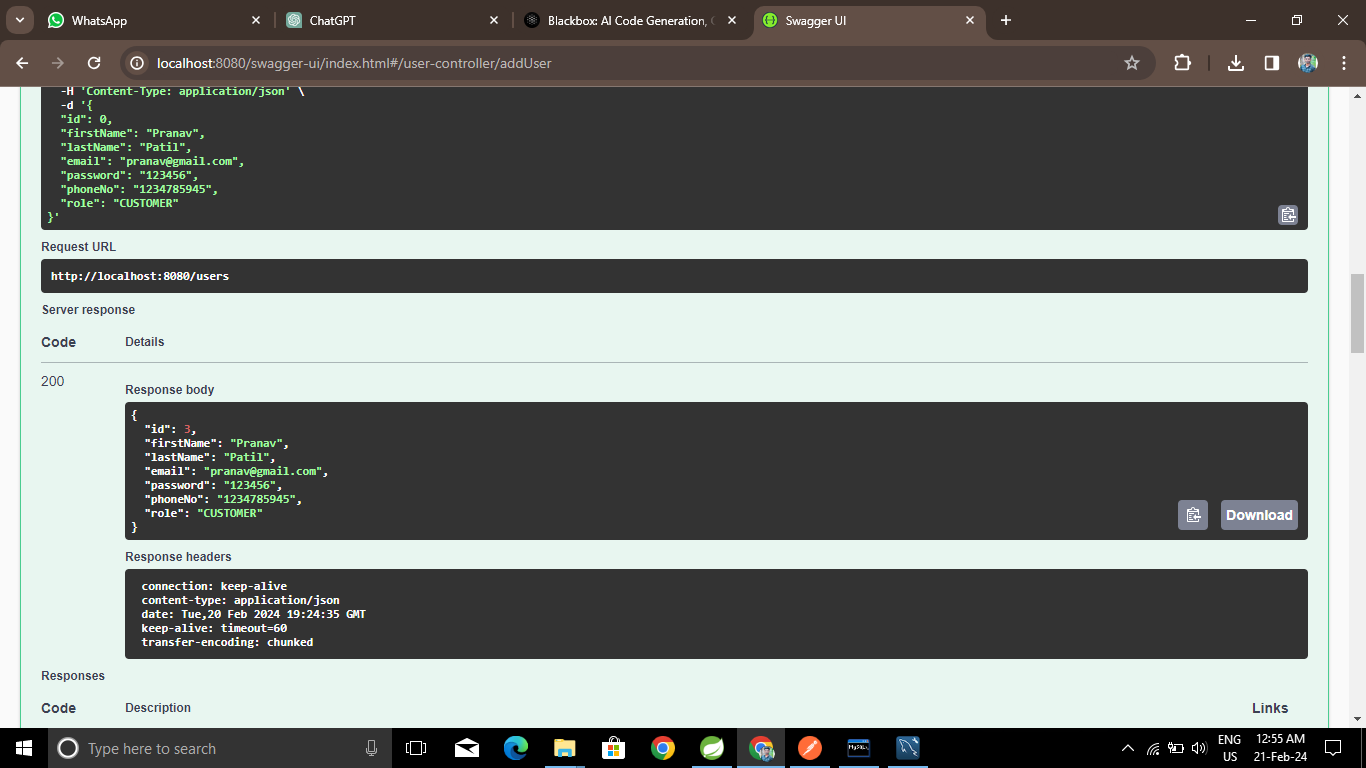 WhatsApp
ChatGPT
Blackbox: AI Code Generation,
Swagger UI
localhost:8080/swagger-ui/index.html#/user-controller/addUser
-H 'Content-Type: application/json' \
-d '{
"id": 0,
"firstName": "Pranav",
"lastName": "Patil",
"email": "pranav@gmail.com",
"password": "123456",
"phoneNo": "1234785945",
"role": "CUSTOMER"
}'
Request URL
http://localhost:8080/users
Server response
Code Details
200
Response body
{
"id": 3,
"firstName": "Pranav",
"lastName": "Patil",
"email": "pranav@gmail.com",
"password": "123456",
"phoneNo": "1234785945",
"role": "CUSTOMER"
}
Download
Response headers
connection: keep-alive
content-type: application/json
date: Tue,20 Feb 2024 19:24:35 GMT
keep-alive: timeout=60
transfer-encoding: chunked
Responses
Code Description Links
Type here to search
MySQL
ENG
US
12:55 AM
21-Feb-24